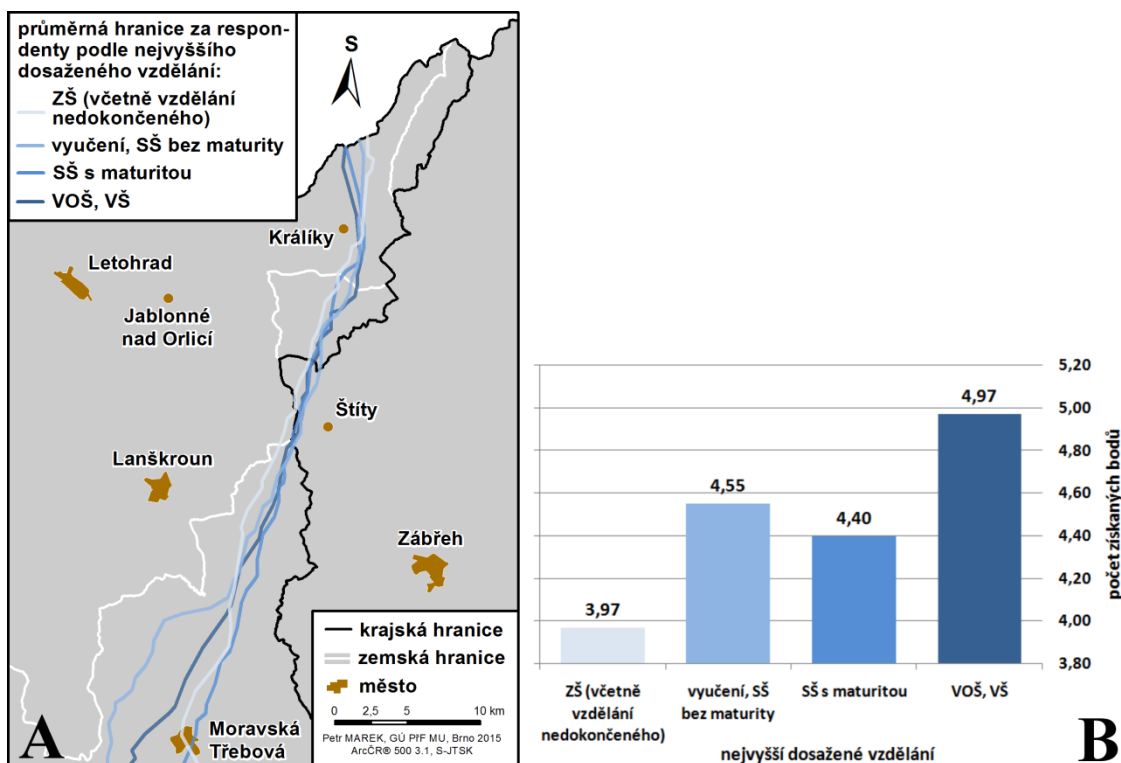 průměrná hranice za respon-
denty podle nejvyššího
dosaženého vzdělání:
ZŠ (včetně vzdělání
nedokončeného)
vyučení, SŠ bez maturity
SŠ s maturitou
VOŠ, VŠ
S
Králíky
Letohrad
Jablonné
nad Orlicí
Štíty
Lanškroun
Zábřeh
Moravská
Třebová
krajská hranice
zemská hranice
město
0 2,5 5 10 km
Petr MAREK, GÚ PřF MU, Brno 2015
ArcČR® 500 3.1, S-JTSK
A
5,20
5,00
4,80
4,60
4,40
4,20
4,00
3,80
počet získaných bodů
3,97
4,55
4,40
4,97
ZŠ (včetně
vzdělání
nedokončeného)
vyučení, SŠ
bez maturity
SŠ s maturitou
VOŠ, VŠ
nejvyšší dosažené vzdělání
B